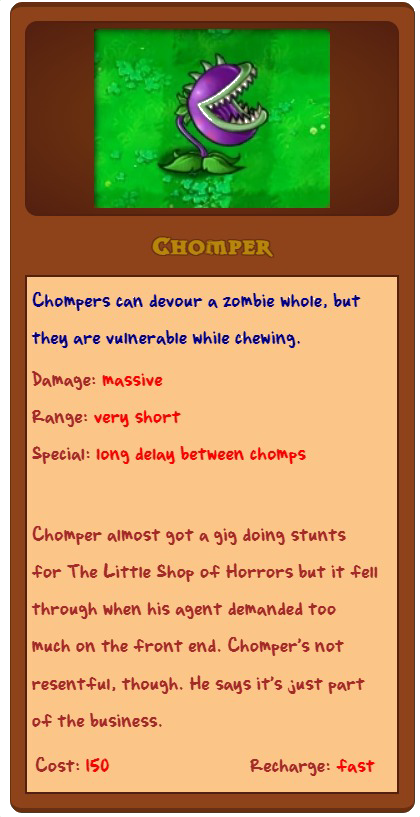 Chomper
Chompers can devour a zombie whole, but
they are vulnerable while chewing.
Damage: massive
Range: very short
Special: long delay between chomps
Chomper almost got a gig doing stunts
for The Little Shop of Horrors but it fell
through when his agent demanded too
much on the front end. Chomper's not
resentful, though. He says it's just part
of the business.
Cost: 150 Recharge: fast